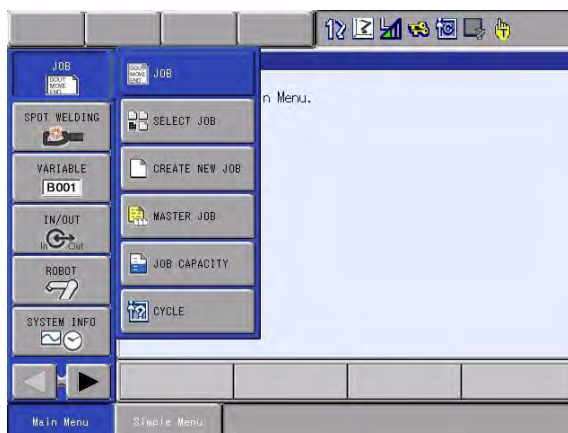 JOB
JOB
n Menu.
SPOT WELDING
SELECT JOB
VARIABLE
B001
CREATE NEW JOB
IN/OUT
In Out
MASTER JOB
ROBOT
JOB CAPACITY
SYSTEM INFO
CYCLE
Main Menu
Simple Menu